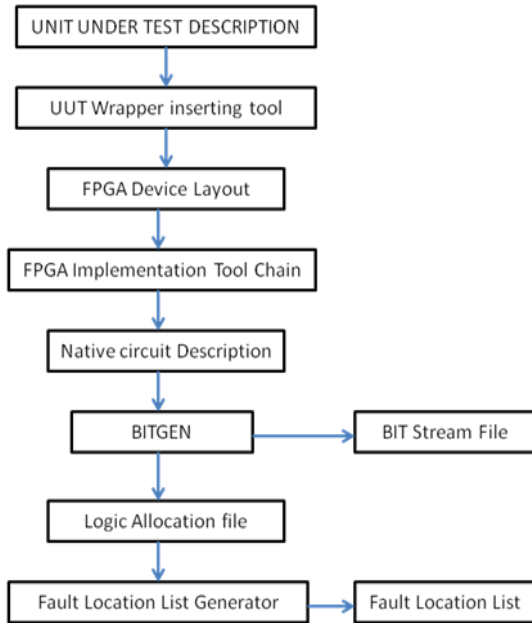 UNIT UNDER TEST DESCRIPTION
UUT Wrapper inserting tool
FPGA Device Layout
FPGA Implementation Tool Chain
Native circuit Description
BITGEN
BIT Stream File
Logic Allocation file
Fault Location List Generator
Fault Location List